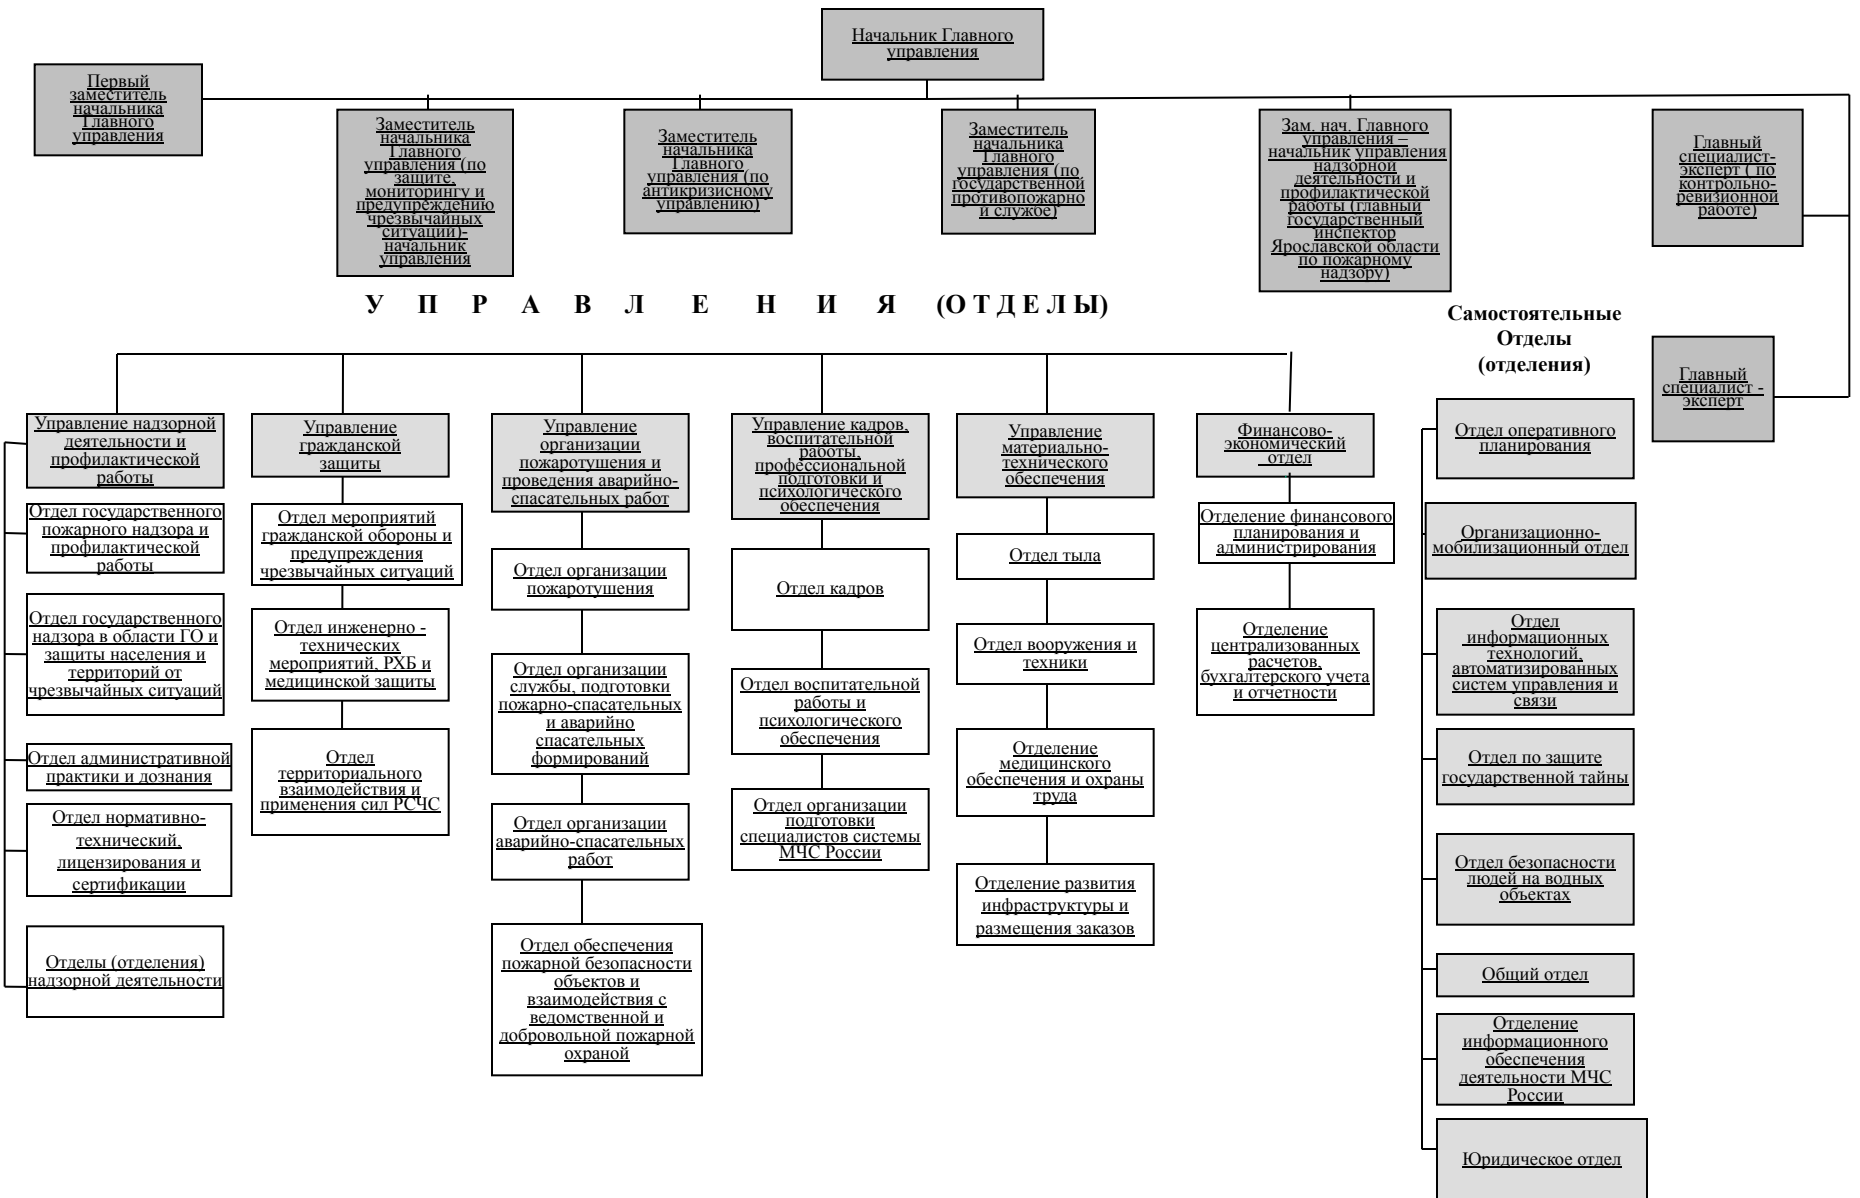 Начальник Главного
управления
Первый
заместитель
начальника
Главного
управления
Заместитель
начальника
Главного
управления (по
защите,
мониторингу и
предупреждению
чрезвычайных
ситуаций)-
начальник
управления
Заместитель
начальника
Главного
управления (по
антикризисному
управлению)
Заместитель
начальника
Главного
управления (по
государственной
противопожарно
й службе)
Зам. нач. Главного
управления –
начальник управления
надзорной
деятельности и
профилактической
работы (главный
государственный
инспектор
Ярославской области
по пожарному
надзору)
Главный
специалист-
эксперт ( по
контрольно-
ревизионной
работе)
У П Р А В Л Е Н И Я (О Т Д Е Л Ы)
Самостоятельные
Отделы
(отделения)
Главный
специалист -
эксперт
Управление надзорной
деятельности и
профилактической
работы
Отдел государственного
пожарного надзора и
профилактической
работы
Отдел государственного
надзора в области ГО и
защиты населения и
территорий от
чрезвычайных ситуаций
Отдел административной
практики и дознания
Отдел нормативно-
технический,
лицензирования и
сертификации
Отделы (отделения)
надзорной деятельности
Управление
гражданской
защиты
Отдел мероприятий
гражданской обороны и
предупреждения
чрезвычайных ситуаций
Отдел инженерно -
технических
мероприятий, РХБ и
медицинской защиты
Отдел
территориального
взаимодействия и
применения сил РСЧС
Управление
организации
пожаротушения и
проведения аварийно-
спасательных работ
Отдел организации
пожаротушения
Отдел организации
службы, подготовки
пожарно-спасательных
и аварийно
спасательных
формирований
Отдел организации
аварийно-спасательных
работ
Отдел обеспечения
пожарной безопасности
объектов и
взаимодействия с
ведомственной и
добровольной пожарной
охраной
Управление кадров,
воспитательной
работы,
профессиональной
подготовки и
психологического
обеспечения
Отдел кадров
Отдел воспитательной
работы и
психологического
обеспечения
Отдел организации
подготовки
специалистов системы
МЧС России
Управление
материально-
технического
обеспечения
Отдел тыла
Отдел вооружения и
техники
Отделение
медицинского
обеспечения и охраны
труда
Отделение развития
инфраструктуры и
размещения заказов
Финансово-
экономический
отдел
Отделение финансового
планирования и
администрирования
Отделение
централизованных
расчетов,
бухгалтерского учета
и отчетности
Отдел оперативного
планирования
Организационно-
мобилизационный отдел
Отдел
информационных
технологий,
автоматизированных
систем управления и
связи
Отдел по защите
государственной тайны
Отдел безопасности
людей на водных
объектах
Общий отдел
Отделение
информационного
обеспечения
деятельности МЧС
России
Юридическое отдел